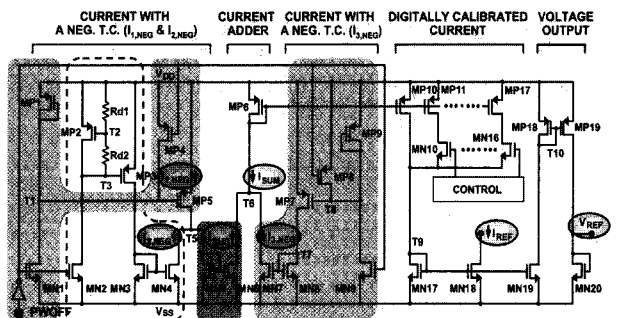 CURRENT WITH A NEG. T.C. (I1,NEG & I2,NEG)
CURRENT ADDER
CURRENT WITH A NEG. T.C. (I3,NEG)
DIGITALLY CALIBRATED CURRENT
VOLTAGE OUTPUT
VDD
MP1
MP2
Rd1
T2
Rd2
T3
MP3
MP4
MP5
MP6
ISUM
T6
MP7
MP8
MP9
T8
MP10
MP11
MP17
MN10
MN16
CONTROL
MP18
MP19
T10
T1
T5
T7
T9
IREF
VREF
MN1
MN2
MN3
MN4
VSS
MN6
MN7
MN17
MN18
MN19
MN20
PWOFF